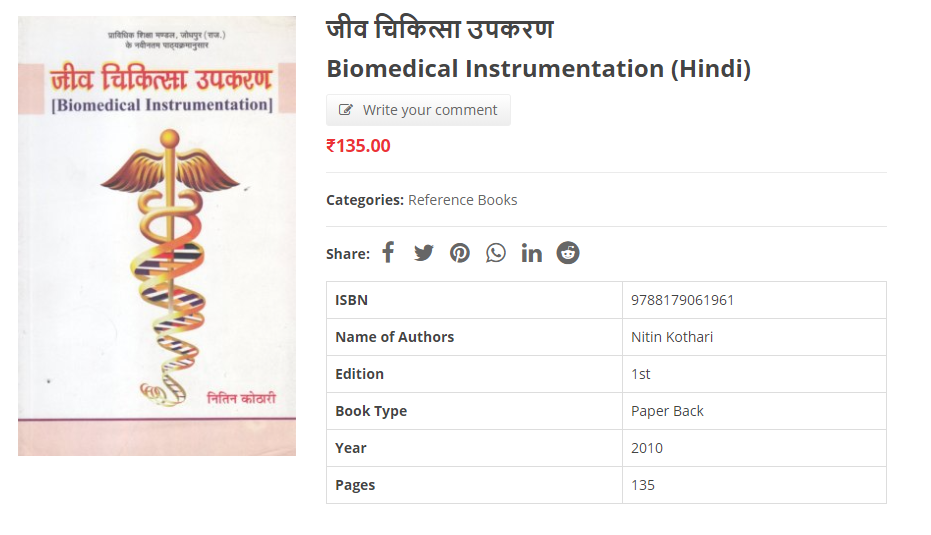 प्राविधिक शिक्षा मण्डल, जोधपुर (राज.)
के नवीनतम पाठ्यक्रमानुसार
जीव चिकित्सा उपकरण
[Biomedical Instrumentation]
नितिन कोठारी
जीव चिकित्सा उपकरण
Biomedical Instrumentation (Hindi)
Write your comment
₹135.00
Categories: Reference Books
Share:
ISBN 9788179061961
Name of Authors Nitin Kothari
Edition 1st
Book Type Paper Back
Year 2010
Pages 135